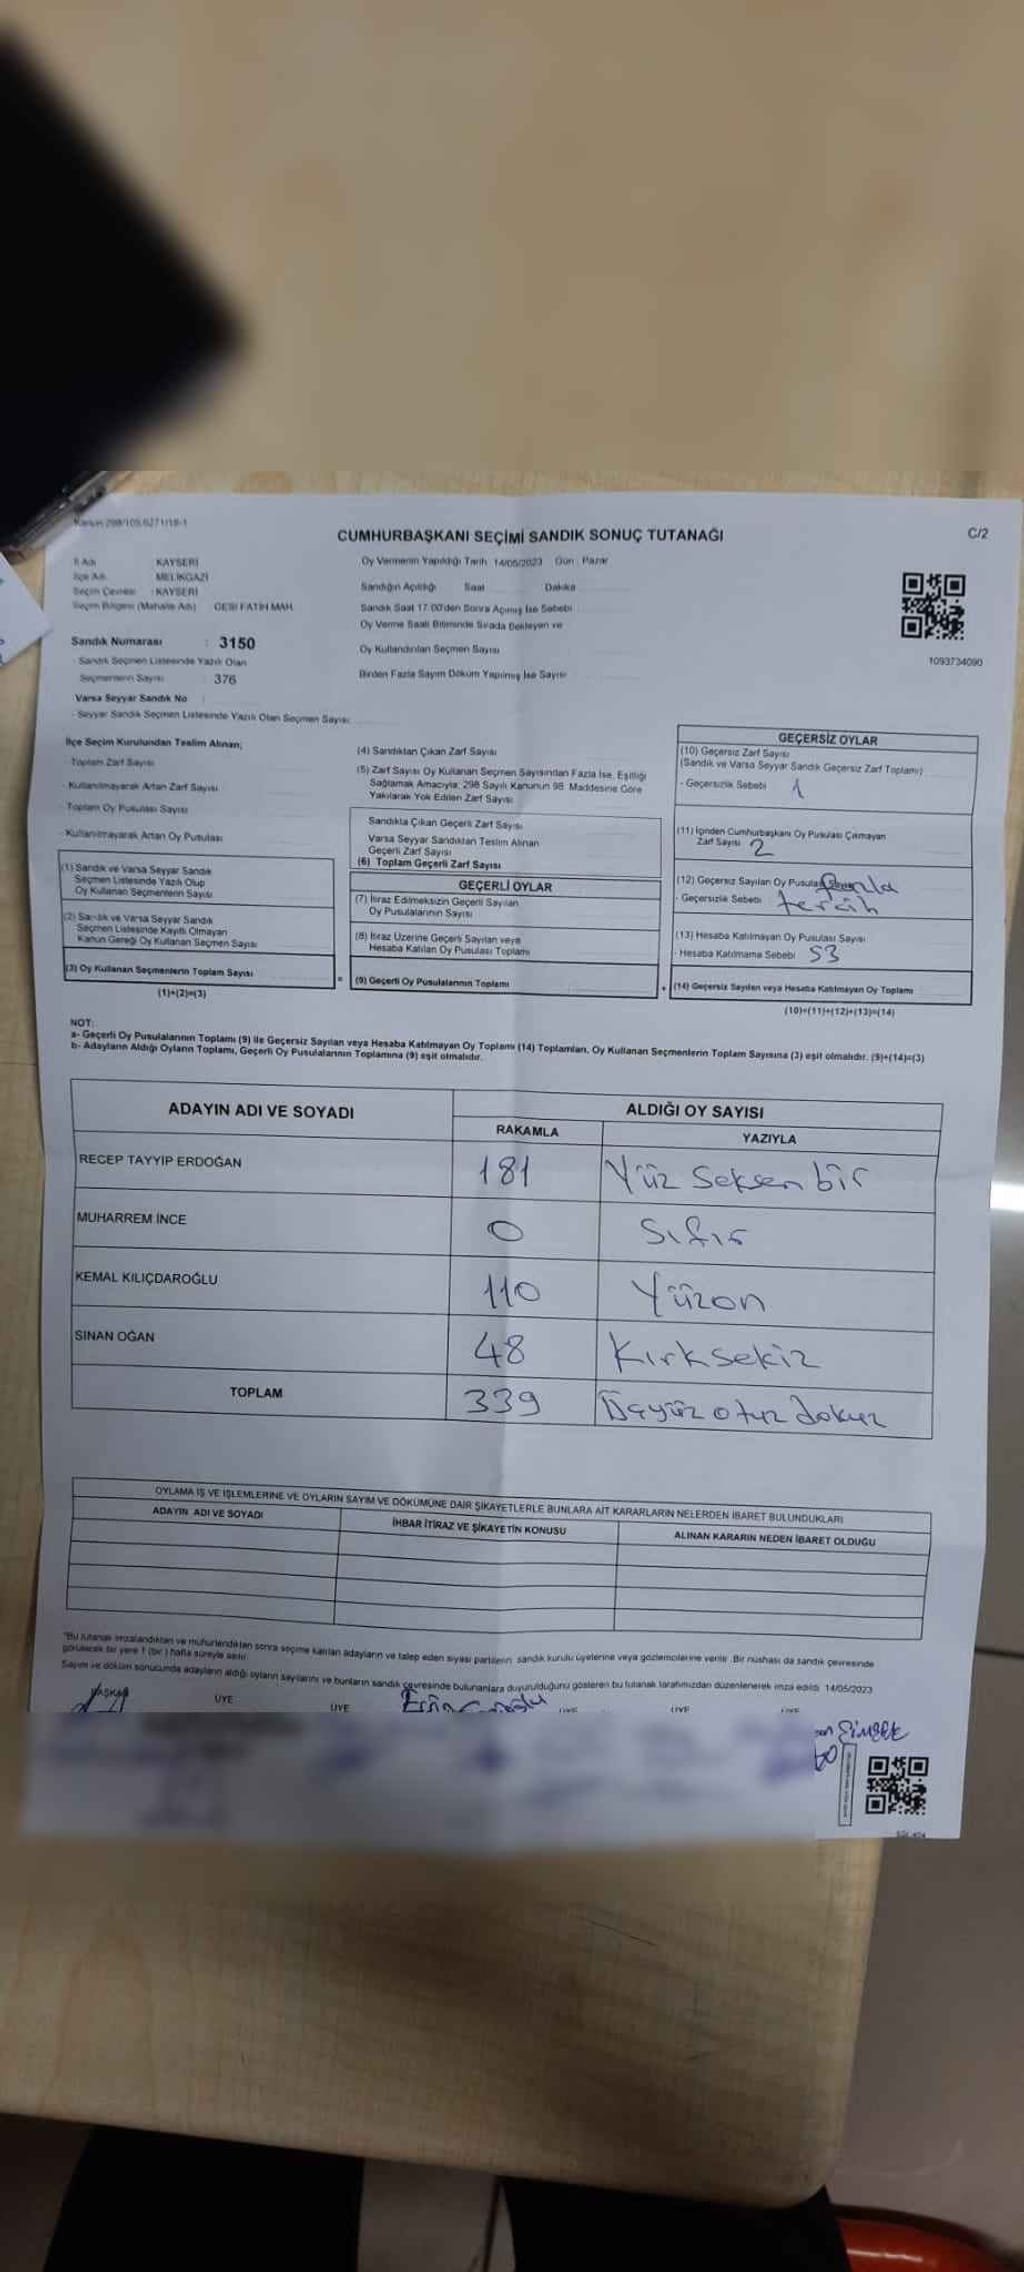 Kanun 298/105,6271/18-1
CUMHURBAŞKANI SEÇİMİ SANDIK SONUÇ TUTANAĞI
C/2
İl Adı KAYSERİ
İlçe Adı MELİKGAZİ
Seçim Çevresi : KAYSERİ
Seçim Bölgesi (Mahalle Adı) GESİ FATİH MAH.
Sandık Numarası : 3150
- Sandık Seçmen Listesinde Yazılı Olan
Seçmenlerin Sayısı 376
Varsa Seyyar Sandık No :
- Seyyar Sandık Seçmen Listesinde Yazılı Olan Seçmen Sayısı:
Oy Vermenin Yapıldığı Tarih 14/05/2023 Gün : Pazar
Sandığın Açıldığı Saat Dakika
Sandık Saat 17.00'den Sonra Açılmış İse Sebebi
Oy Verme Saati Bitiminde Sırada Bekleyen ve
Oy Kullandırılan Seçmen Sayısı
Birden Fazla Sayım Döküm Yapılmış İse Sayısı
1093734090
İlçe Seçim Kurulundan Teslim Alınan;
Toplam Zarf Sayısı
- Kullanılmayarak Artan Zarf Sayısı
Toplam Oy Pusulası Sayısı
- Kullanılmayarak Artan Oy Pusulası
(1) Sandık ve Varsa Seyyar Sandık
Seçmen Listesinde Yazılı Olup
Oy Kullanan Seçmenlerin Sayısı
(2) Sandık ve Varsa Seyyar Sandık
Seçmen Listesinde Kayıtlı Olmayan
Kanun Gereği Oy Kullanan Seçmen Sayısı
(3) Oy Kullanan Seçmenlerin Toplam Sayısı
(1)+(2)=(3)
=
(4) Sandıktan Çıkan Zarf Sayısı
(5) Zarf Sayısı Oy Kullanan Seçmen Sayısından Fazla İse, Eşitliği
Sağlamak Amacıyla; 298 Sayılı Kanunun 98. Maddesine Göre
Yakılarak Yok Edilen Zarf Sayısı
Sandıkta Çıkan Geçerli Zarf Sayısı
Varsa Seyyar Sandıktan Teslim Alınan
Geçerli Zarf Sayısı
(6) Toplam Geçerli Zarf Sayısı
GEÇERLİ OYLAR
(7) İtiraz Edilmeksizin Geçerli Sayılan
Oy Pusulalarının Sayısı
(8) İtiraz Üzerine Geçerli Sayılan veya
Hesaba Katılan Oy Pusulası Toplamı
(9) Geçerli Oy Pusulalarının Toplamı
+
GEÇERSİZ OYLAR
(10) Geçersiz Zarf Sayısı
(Sandık ve Varsa Seyyar Sandık Geçersiz Zarf Toplamı)
- Geçersizlik Sebebi 1
(11) İçinden Cumhurbaşkanı Oy Pusulası Çıkmayan
Zarf Sayısı 2
(12) Geçersiz Sayılan Oy fazla
- Geçersizlik Sebebi tercih
(13) Hesaba Katılmayan Oy Pusulası Sayısı
- Hesaba Katılmama Sebebi 53
(14) Geçersiz Sayılan veya Hesaba Katılmayan Oy Toplamı
(10)+(11)+(12)+(13)=(14)
NOT:
a- Geçerli Oy Pusulalarının Toplamı (9) ile Geçersiz Sayılan veya Hesaba Katılmayan Oy Toplamı (14) Toplamları, Oy Kullanan Seçmenlerin Toplam Sayısına (3) eşit olmalıdır. (9)+(14)=(3)
b- Adayların Aldığı Oyların Toplamı, Geçerli Oy Pusulalarının Toplamına (9) eşit olmalıdır.
ADAYIN ADI VE SOYADI
ALDIĞI OY SAYISI
RAKAMLA YAZIYLA
RECEP TAYYİP ERDOĞAN 181 Yüz Seksen bir
MUHARREM İNCE 0 Sıfır
KEMAL KILIÇDAROĞLU 110 Yüzon
SİNAN OĞAN 48 Kırksekiz
TOPLAM 339 Üçyüz otuz dokuz
OYLAMA İŞ VE İŞLEMLERİNE VE OYLARIN SAYIM VE DÖKÜMÜNE DAİR ŞİKAYETLERLE BUNLARA AİT KARARLARIN NELERDEN İBARET BULUNDUKLARI
ADAYIN ADI VE SOYADI İHBAR İTİRAZ VE ŞİKAYETİN KONUSU ALINAN KARARIN NEDEN İBARET OLDUĞU
"Bu tutanak imzalandıktan ve mühürlendikten sonra seçime katılan adayların ve talep eden siyasi partilerin sandık kurulu üyelerine veya gözlemcilerine verilir. Bir nüshası da sandık çevresinde
görülecek bir yere 1 (bir) hafta süreyle asılır.
Sayım ve döküm sonucunda adayların aldığı oyların sayılarını ve bunların sandık çevresinde bulunanlara duyurulduğunu gösteren bu tutanak tarafımızdan düzenlenerek imza edildi. 14/05/2023
BAŞKAN ÜYE ÜYE ÜYE ÜYE ÜYE
Şimşek